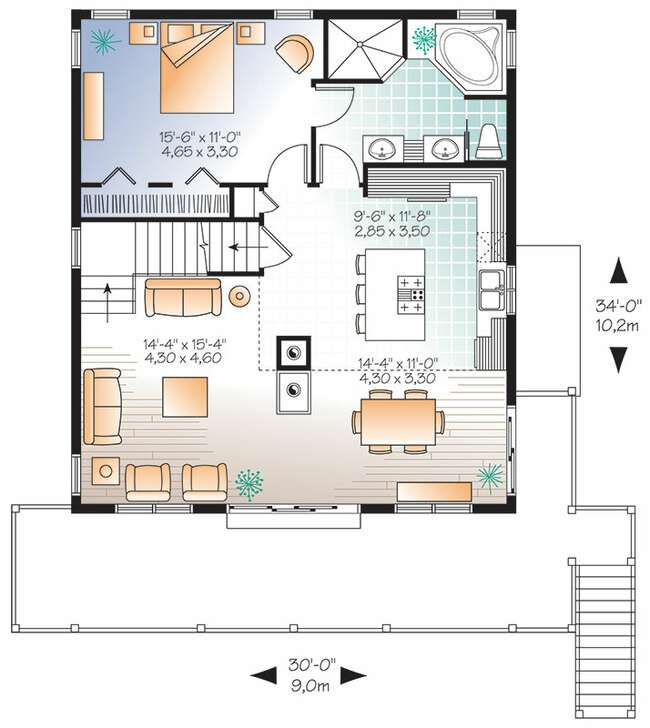 15'-6" x 11'-0"
4,65 x 3,30
9'-6" x 11'-8"
2,85 x 3,50
34'-0"
10,2m
14'-4" x 15'-4"
4,30 x 4,60
14'-4" x 11'-0"
4,30 x 3,30
30'-0"
9,0m